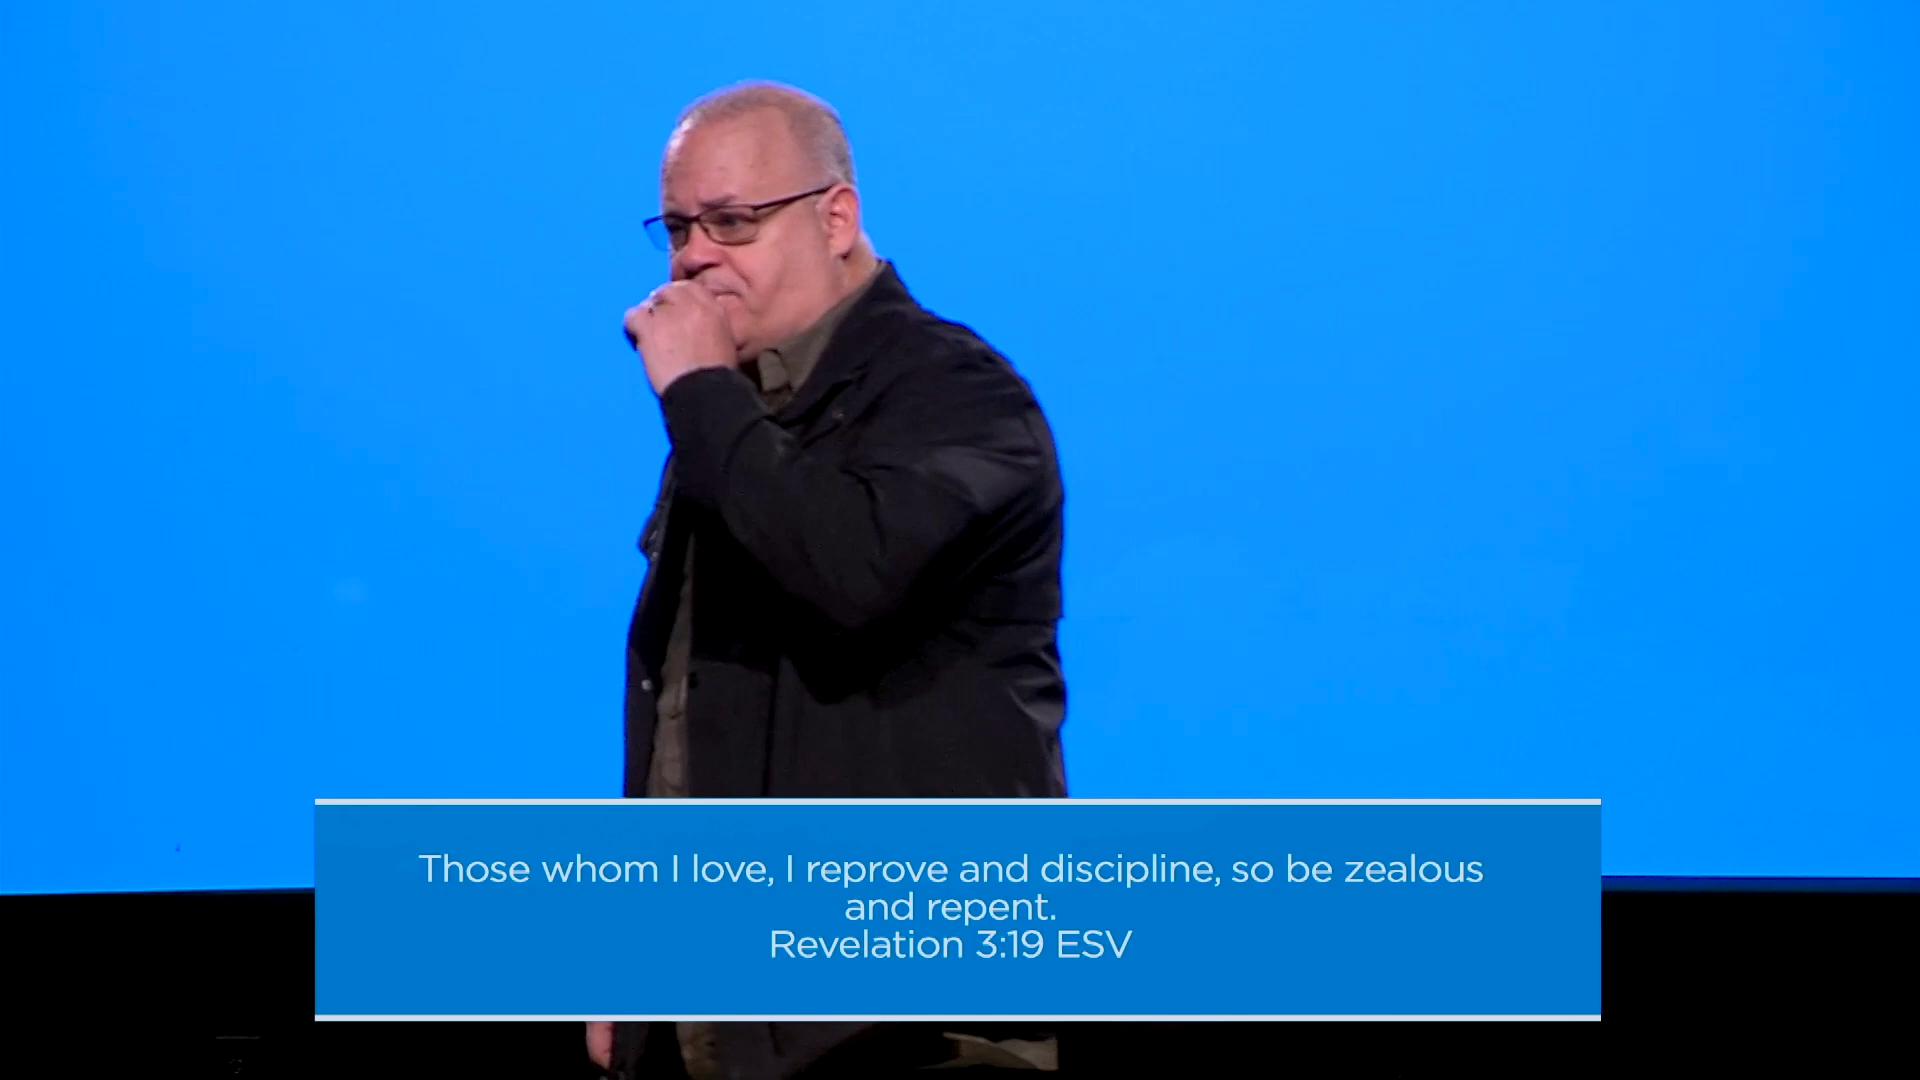 Those whom I love, I reprove and discipline, so be zealous
and repent.
Revelation 3:19 ESV